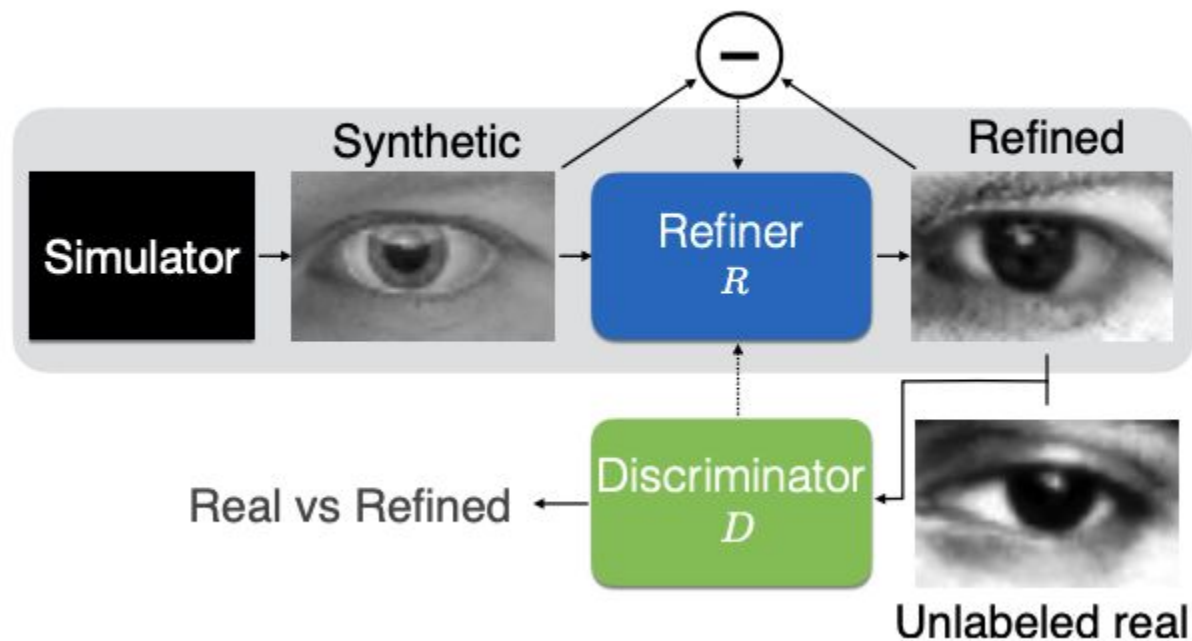 −
Synthetic
Refined
Simulator
Refiner
R
Discriminator
D
Real vs Refined
Unlabeled real